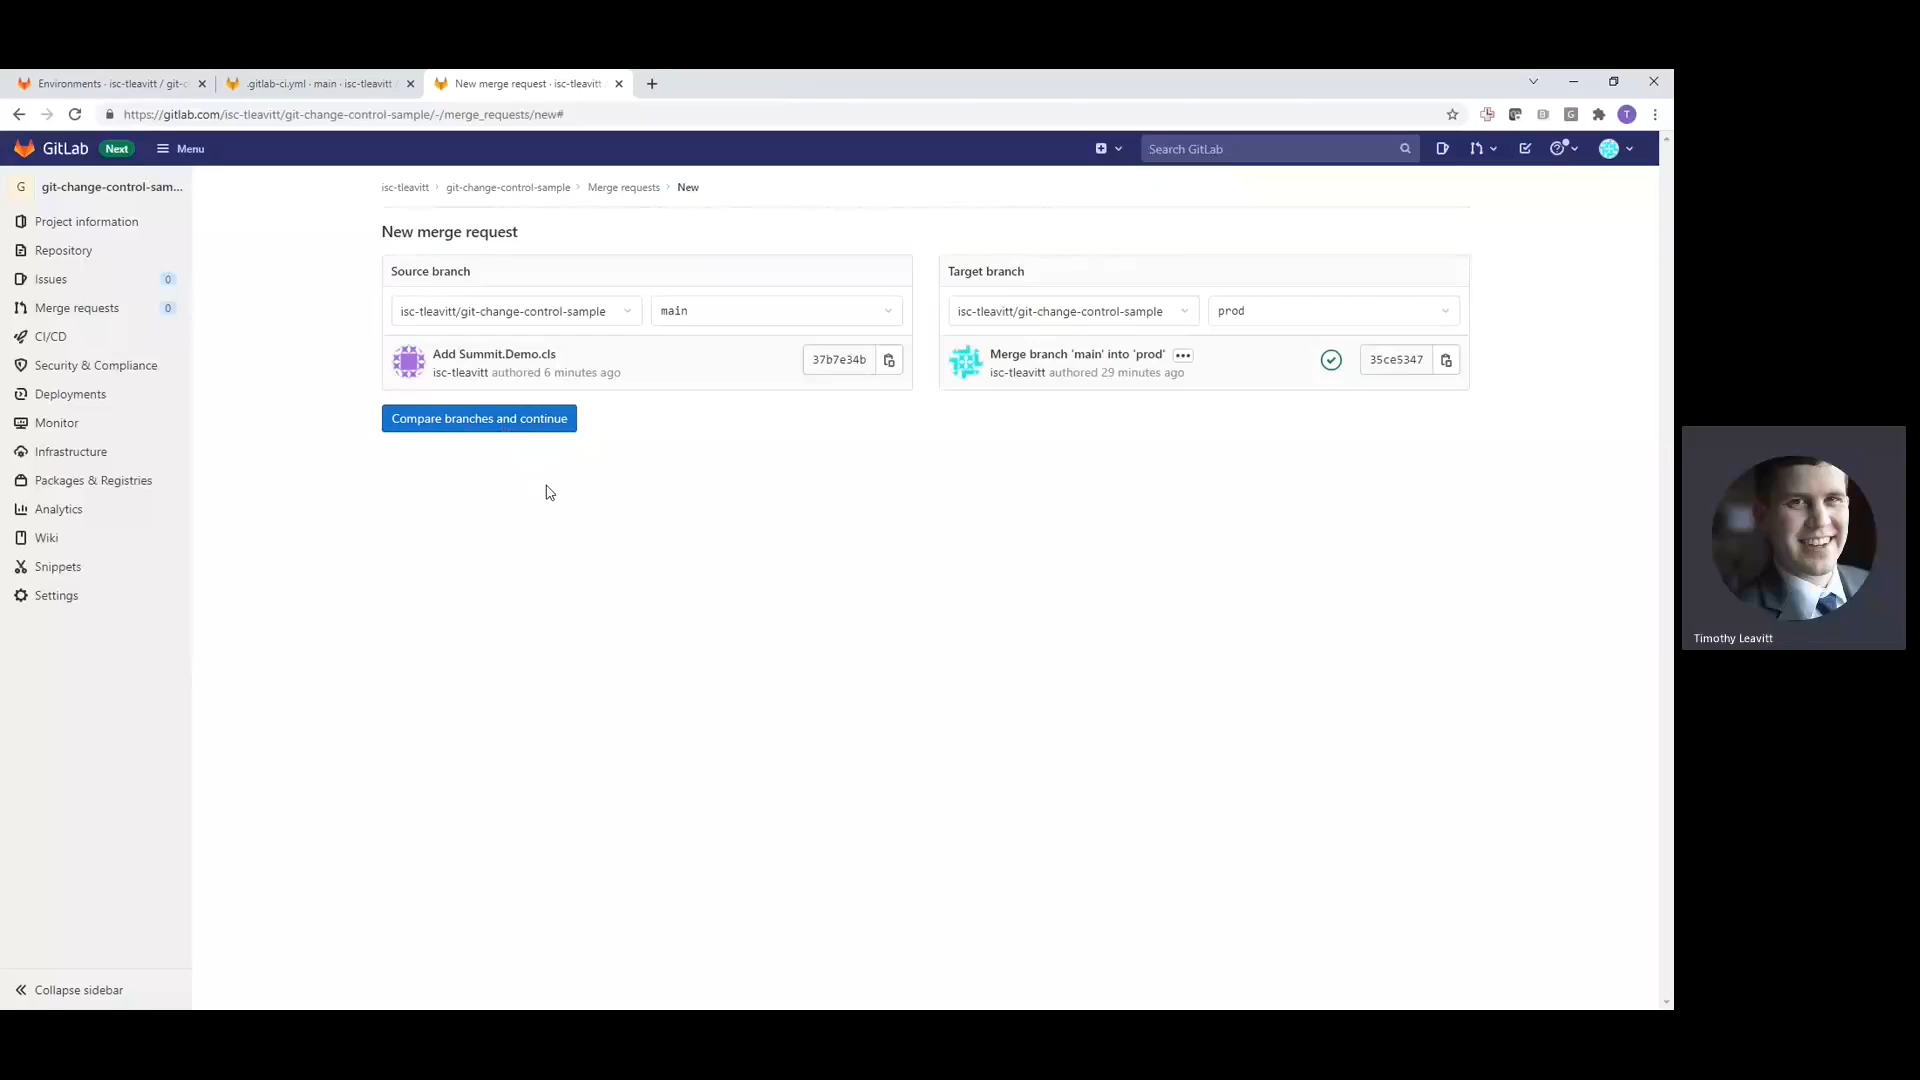 Environments · isc-tleavitt / git-c
.gitlab-ci.yml · main · isc-tleavitt
New merge request · isc-tleavitt
https://gitlab.com/isc-tleavitt/git-change-control-sample/-/merge_requests/new#
T
GitLab Next Menu
Search GitLab
G git-change-control-sam...
Project information
Repository
Issues 0
Merge requests 0
CI/CD
Security & Compliance
Deployments
Monitor
Infrastructure
Packages & Registries
Analytics
Wiki
Snippets
Settings
Collapse sidebar
isc-tleavitt › git-change-control-sample › Merge requests › New
New merge request
Source branch
isc-tleavitt/git-change-control-sample main
Add Summit.Demo.cls
isc-tleavitt authored 6 minutes ago
37b7e34b
Target branch
isc-tleavitt/git-change-control-sample prod
Merge branch 'main' into 'prod' •••
isc-tleavitt authored 29 minutes ago
35ce5347
Compare branches and continue
Timothy Leavitt